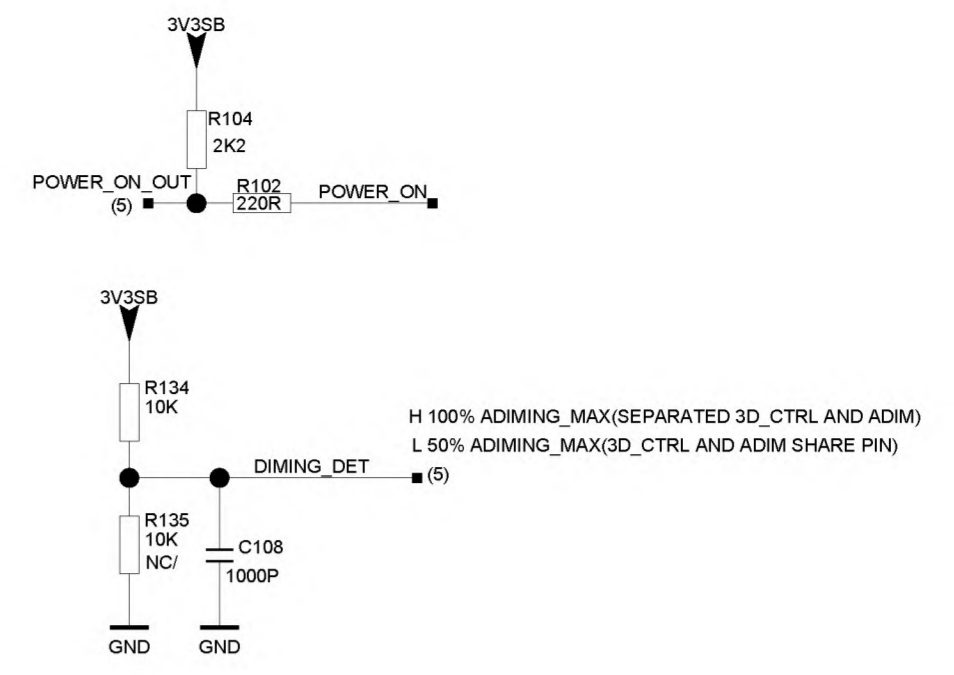 3V3SB
R104
2K2
POWER_ON_OUT
R102
POWER_ON
(5)
220R
3V3SB
R134
10K
H 100% ADIMING_MAX(SEPARATED 3D_CTRL AND ADIM)
L 50% ADIMING_MAX(3D_CTRL AND ADIM SHARE PIN)
DIMING_DET
(5)
R135
10K
NC/
C108
1000P
GND
GND